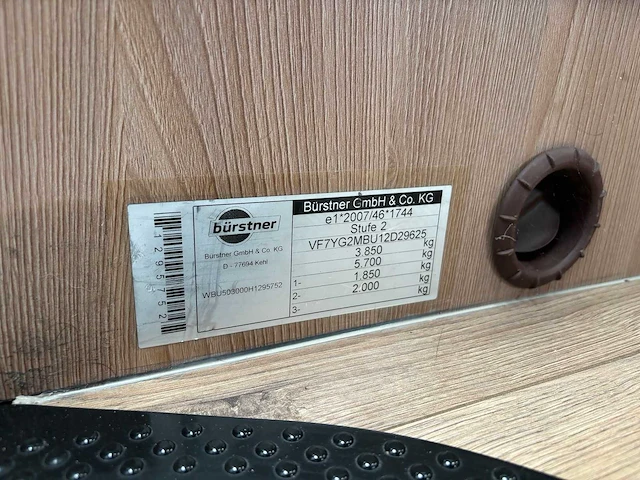 1295752
bürstner
Bürstner GmbH & Co. KG
D - 77694 Kehl
WBU503000H1295752
Bürstner GmbH & Co. KG
e1*2007/46*1744
Stufe 2
VF7YG2MBU12D29625
3.850 kg
5.700 kg
1- 1.850 kg
2- 2.000 kg
3-